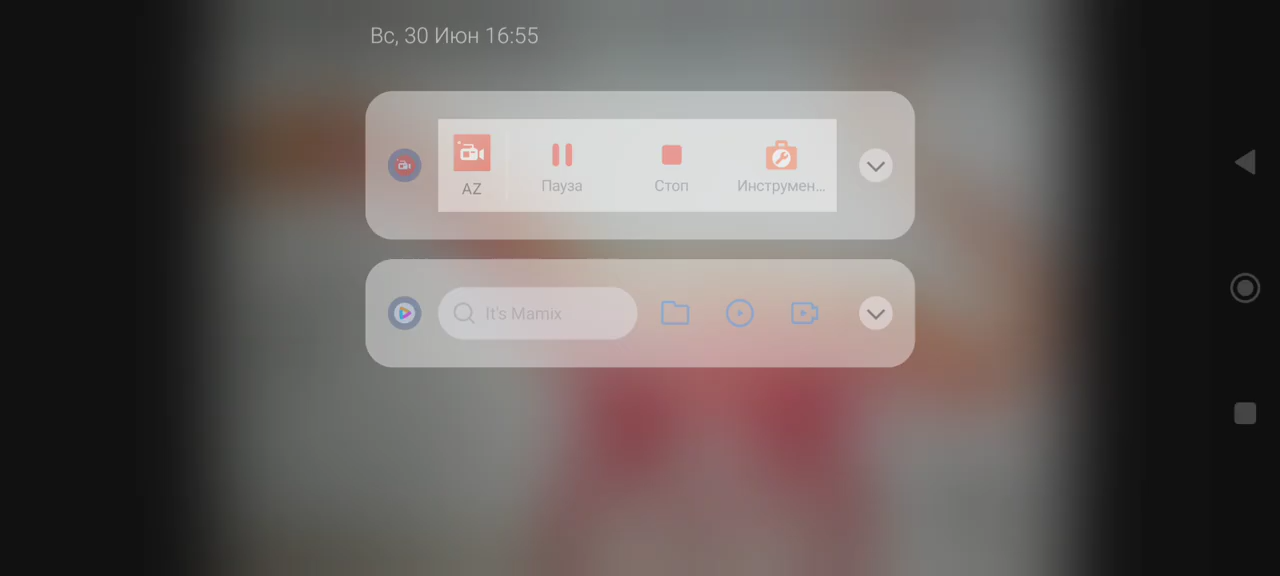 Вс, 30 Июн 16:55
AZ
Пауза
Стоп
Инструмен...
It's Mamix